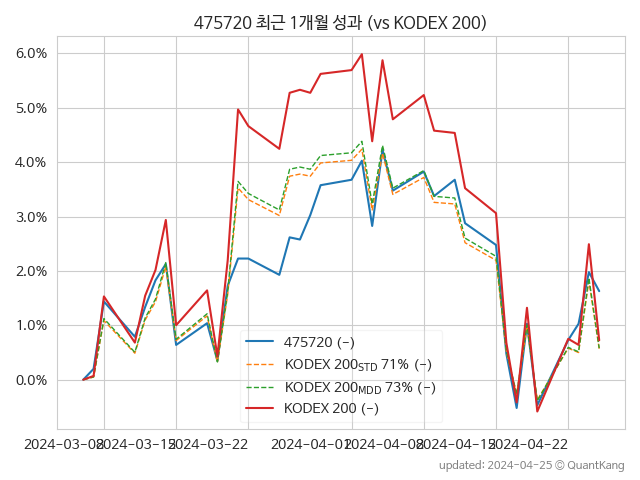 475720 최근 1개월 성과 (vs KODEX 200)
6.0%
5.0%
4.0%
3.0%
2.0%
1.0%
0.0%
475720 (–)
KODEX 200STD 71% (–)
KODEX 200MDD 73% (–)
KODEX 200 (–)
2024-03-08 2024-03-15 2024-03-22 2024-04-01 2024-04-08 2024-04-15 2024-04-22
updated: 2024-04-25 © QuantKang